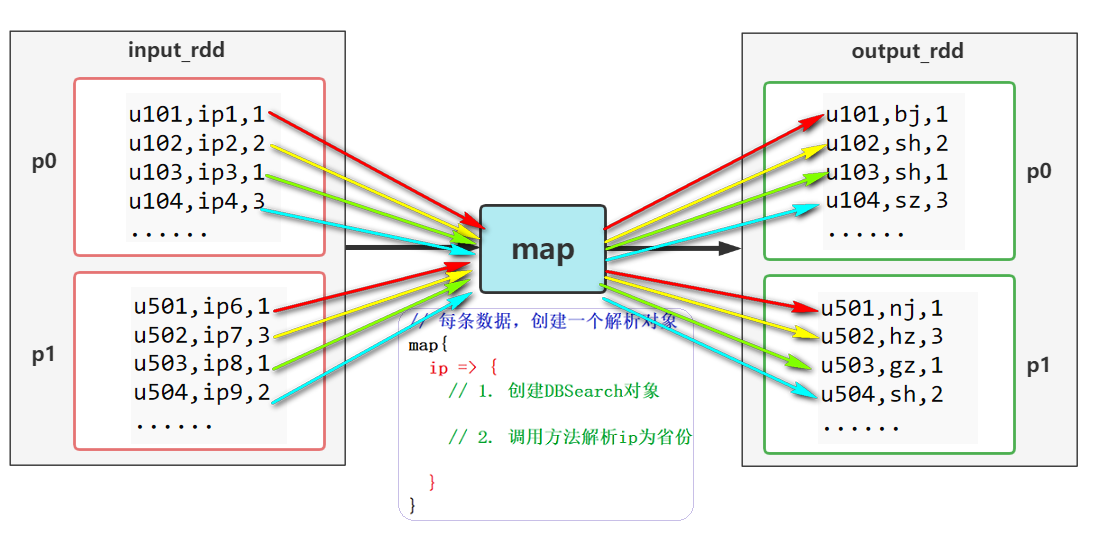 input_rdd
p0
u101,ip1,1
u102,ip2,2
u103,ip3,1
u104,ip4,3
......
p1
u501,ip6,1
u502,ip7,3
u503,ip8,1
u504,ip9,2
......
map
// 每条数据，创建一个解析对象
map{
ip => {
// 1. 创建DBSearch对象
// 2. 调用方法解析ip为省份
}
}
output_rdd
u101,bj,1
u102,sh,2
u103,sh,1
u104,sz,3
......
p0
u501,nj,1
u502,hz,3
u503,gz,1
u504,sh,2
......
p1